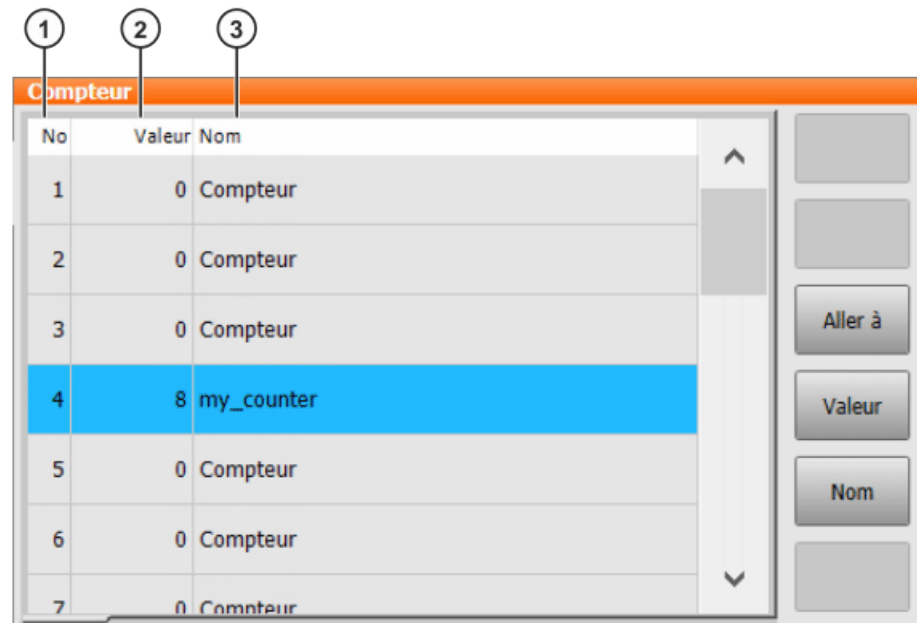 1 2 3
Compteur
No Valeur Nom
1 0 Compteur
2 0 Compteur
3 0 Compteur
Aller à
4 8 my_counter
Valeur
5 0 Compteur
Nom
6 0 Compteur
7 0 Compteur